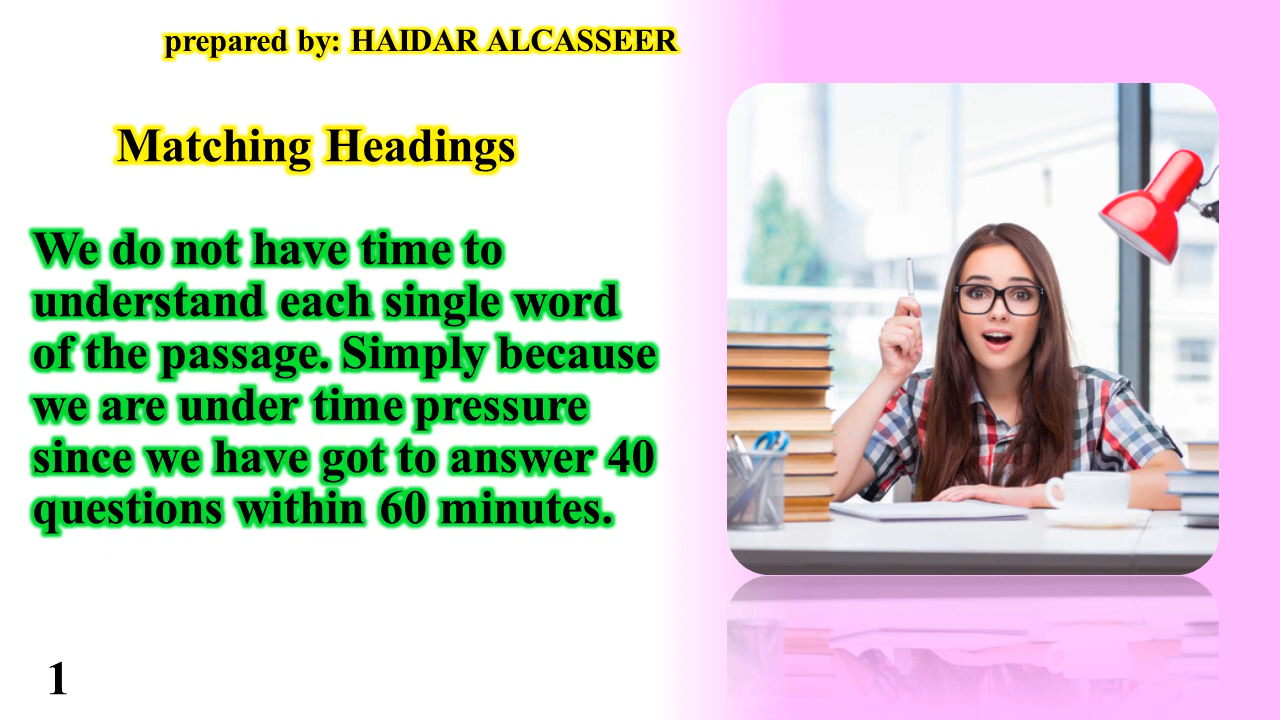 prepared by: HAIDAR ALCASSEER
Matching Headings
We do not have time to
understand each single word
of the passage. Simply because
we are under time pressure
since we have got to answer 40
questions within 60 minutes.
1